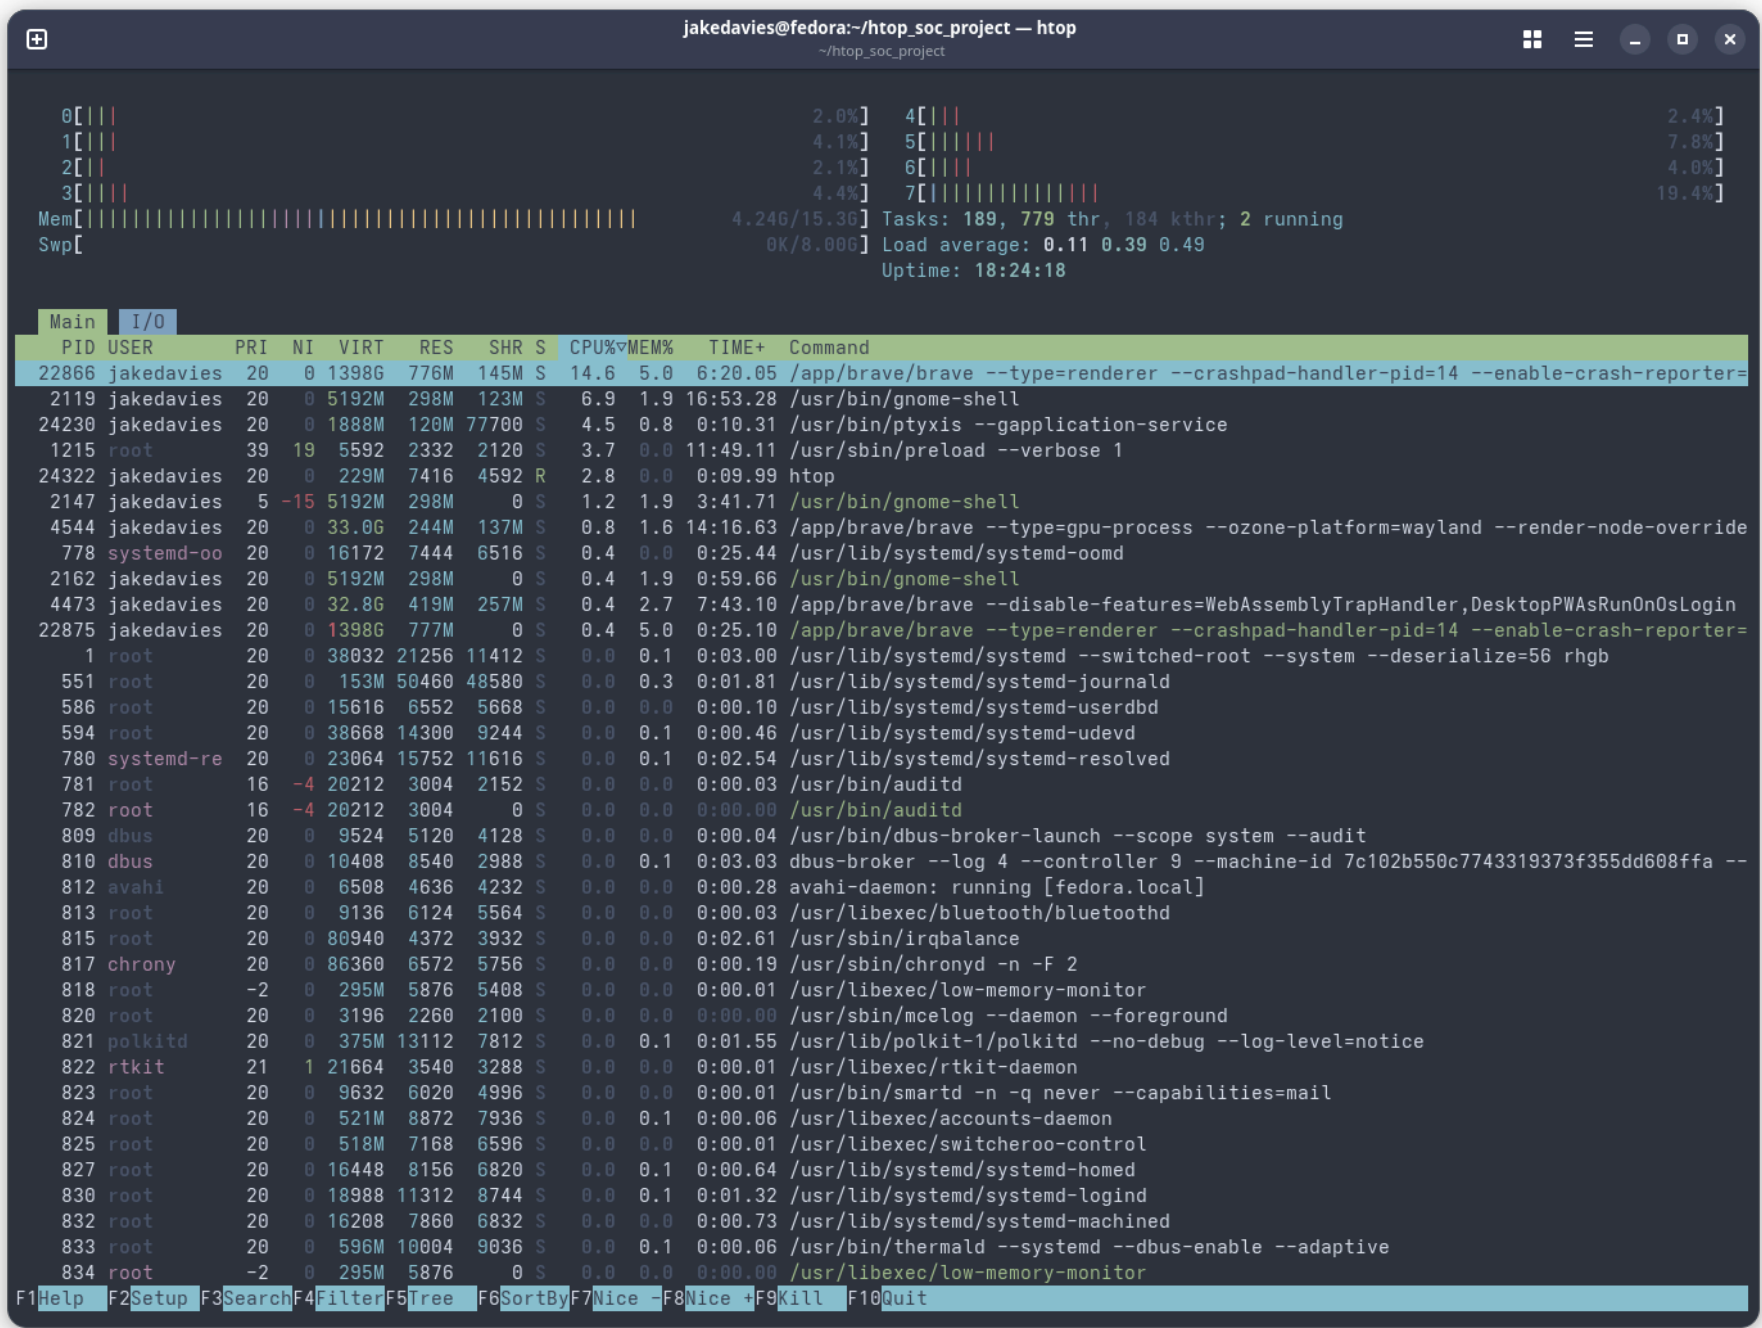 jakedavies@fedora:~/htop_soc_project — htop
~/htop_soc_project
0[||| 2.0%] 4[||| 2.4%]
1[||| 4.1%] 5[|||||| 7.8%]
2[|| 2.1%] 6[|||| 4.0%]
3[|||| 4.4%] 7[||||||||||||||| 19.4%]
Mem[|||||||||||||||||||||||||||||||||||||||||||||||| 4.24G/15.3G] Tasks: 189, 779 thr, 184 kthr; 2 running
Swp[ 0K/8.00G] Load average: 0.11 0.39 0.49
Uptime: 18:24:18
Main I/O
PID USER PRI NI VIRT RES SHR S CPU%▽MEM% TIME+ Command
22866 jakedavies 20 0 1398G 776M 145M S 14.6 5.0 6:20.05 /app/brave/brave --type=renderer --crashpad-handler-pid=14 --enable-crash-reporter=
2119 jakedavies 20 0 5192M 298M 123M S 6.9 1.9 16:53.28 /usr/bin/gnome-shell
24230 jakedavies 20 0 1888M 120M 77700 S 4.5 0.8 0:10.31 /usr/bin/ptyxis --gapplication-service
1215 root 39 19 5592 2332 2120 S 3.7 0.0 11:49.11 /usr/sbin/preload --verbose 1
24322 jakedavies 20 0 229M 7416 4592 R 2.8 0.0 0:09.99 htop
2147 jakedavies 5 -15 5192M 298M 0 S 1.2 1.9 3:41.71 /usr/bin/gnome-shell
4544 jakedavies 20 0 33.0G 244M 137M S 0.8 1.6 14:16.63 /app/brave/brave --type=gpu-process --ozone-platform=wayland --render-node-override
778 systemd-oo 20 0 16172 7444 6516 S 0.4 0.0 0:25.44 /usr/lib/systemd/systemd-oomd
2162 jakedavies 20 0 5192M 298M 0 S 0.4 1.9 0:59.66 /usr/bin/gnome-shell
4473 jakedavies 20 0 32.8G 419M 257M S 0.4 2.7 7:43.10 /app/brave/brave --disable-features=WebAssemblyTrapHandler,DesktopPWAsRunOnOsLogin
22875 jakedavies 20 0 1398G 777M 0 S 0.4 5.0 0:25.10 /app/brave/brave --type=renderer --crashpad-handler-pid=14 --enable-crash-reporter=
1 root 20 0 38032 21256 11412 S 0.0 0.1 0:03.00 /usr/lib/systemd/systemd --switched-root --system --deserialize=56 rhgb
551 root 20 0 153M 50460 48580 S 0.0 0.3 0:01.81 /usr/lib/systemd/systemd-journald
586 root 20 0 15616 6552 5668 S 0.0 0.0 0:00.10 /usr/lib/systemd/systemd-userdbd
594 root 20 0 38668 14300 9244 S 0.0 0.1 0:00.46 /usr/lib/systemd/systemd-udevd
780 systemd-re 20 0 23064 15752 11616 S 0.0 0.1 0:02.54 /usr/lib/systemd/systemd-resolved
781 root 16 -4 20212 3004 2152 S 0.0 0.0 0:00.03 /usr/bin/auditd
782 root 16 -4 20212 3004 0 S 0.0 0.0 0:00.00 /usr/bin/auditd
809 dbus 20 0 9524 5120 4128 S 0.0 0.0 0:00.04 /usr/bin/dbus-broker-launch --scope system --audit
810 dbus 20 0 10408 8540 2988 S 0.0 0.1 0:03.03 dbus-broker --log 4 --controller 9 --machine-id 7c102b550c7743319373f355dd608ffa --
812 avahi 20 0 6508 4636 4232 S 0.0 0.0 0:00.28 avahi-daemon: running [fedora.local]
813 root 20 0 9136 6124 5564 S 0.0 0.0 0:00.03 /usr/libexec/bluetooth/bluetoothd
815 root 20 0 80940 4372 3932 S 0.0 0.0 0:02.61 /usr/sbin/irqbalance
817 chrony 20 0 86360 6572 5756 S 0.0 0.0 0:00.19 /usr/sbin/chronyd -n -F 2
818 root -2 0 295M 5876 5408 S 0.0 0.0 0:00.01 /usr/libexec/low-memory-monitor
820 root 20 0 3196 2260 2100 S 0.0 0.0 0:00.00 /usr/sbin/mcelog --daemon --foreground
821 polkitd 20 0 375M 13112 7812 S 0.0 0.1 0:01.55 /usr/lib/polkit-1/polkitd --no-debug --log-level=notice
822 rtkit 21 1 21664 3540 3288 S 0.0 0.0 0:00.01 /usr/libexec/rtkit-daemon
823 root 20 0 9632 6020 4996 S 0.0 0.0 0:00.01 /usr/bin/smartd -n -q never --capabilities=mail
824 root 20 0 521M 8872 7936 S 0.0 0.1 0:00.06 /usr/libexec/accounts-daemon
825 root 20 0 518M 7168 6596 S 0.0 0.0 0:00.01 /usr/libexec/switcheroo-control
827 root 20 0 16448 8156 6820 S 0.0 0.1 0:00.64 /usr/lib/systemd/systemd-homed
830 root 20 0 18988 11312 8744 S 0.0 0.1 0:01.32 /usr/lib/systemd/systemd-logind
832 root 20 0 16208 7860 6832 S 0.0 0.0 0:00.73 /usr/lib/systemd/systemd-machined
833 root 20 0 596M 10004 9036 S 0.0 0.1 0:00.06 /usr/bin/thermald --systemd --dbus-enable --adaptive
834 root -2 0 295M 5876 0 S 0.0 0.0 0:00.00 /usr/libexec/low-memory-monitor
F1Help F2Setup F3SearchF4FilterF5Tree F6SortByF7Nice -F8Nice +F9Kill F10Quit